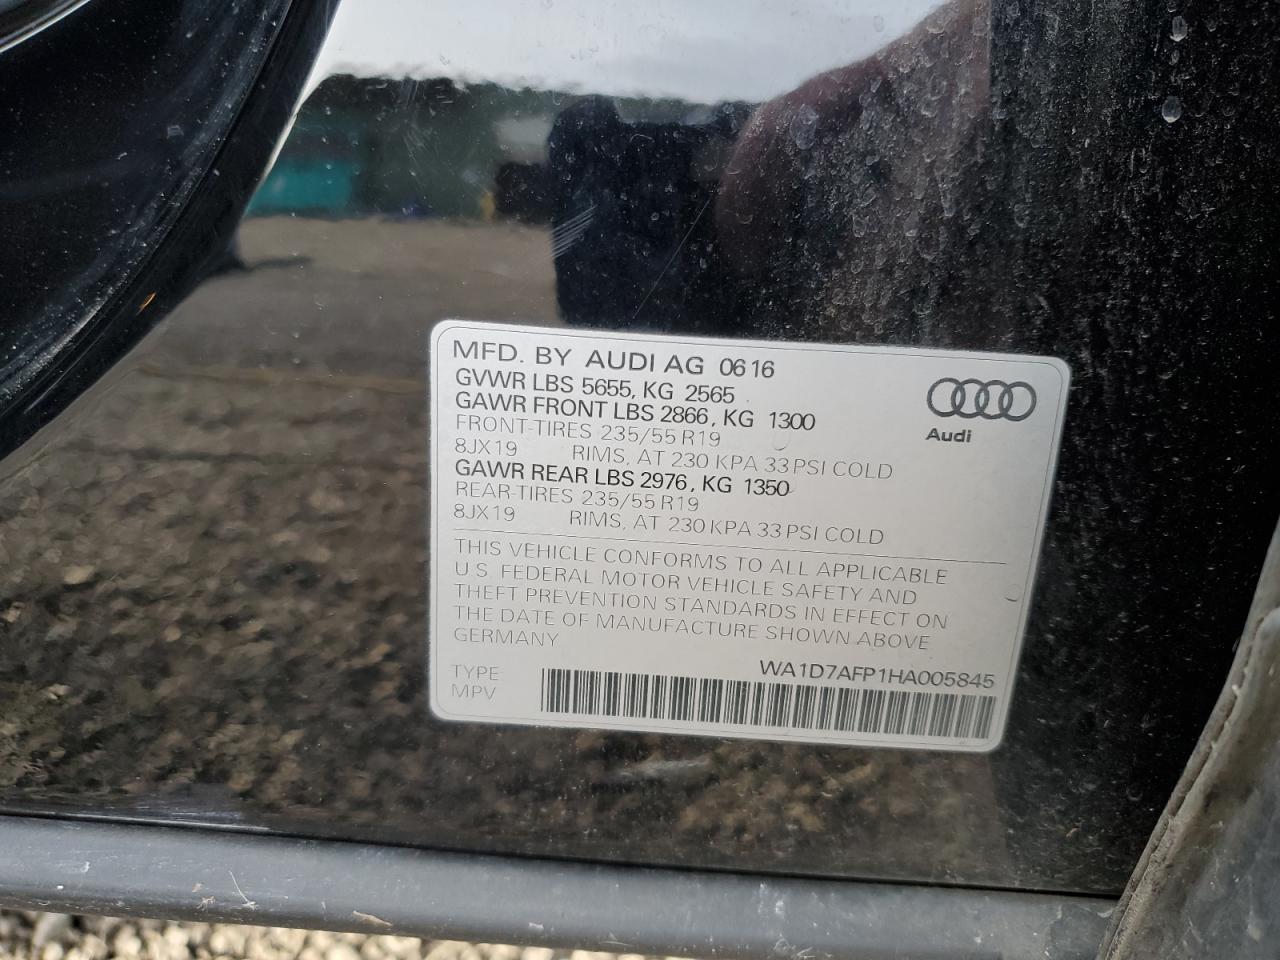 MFD. BY AUDI AG 0616
GVWR LBS 5655, KG 2565
GAWR FRONT LBS 2866, KG 1300
FRONT-TIRES 235/55 R19
8JX19 RIMS, AT 230 KPA 33 PSI COLD
GAWR REAR LBS 2976, KG 1350
REAR-TIRES 235/55 R19
8JX19 RIMS, AT 230 KPA 33 PSI COLD
Audi
THIS VEHICLE CONFORMS TO ALL APPLICABLE
U.S. FEDERAL MOTOR VEHICLE SAFETY AND
THEFT PREVENTION STANDARDS IN EFFECT ON
THE DATE OF MANUFACTURE SHOWN ABOVE
GERMANY
WA1D7AFP1HA005845
TYPE
MPV